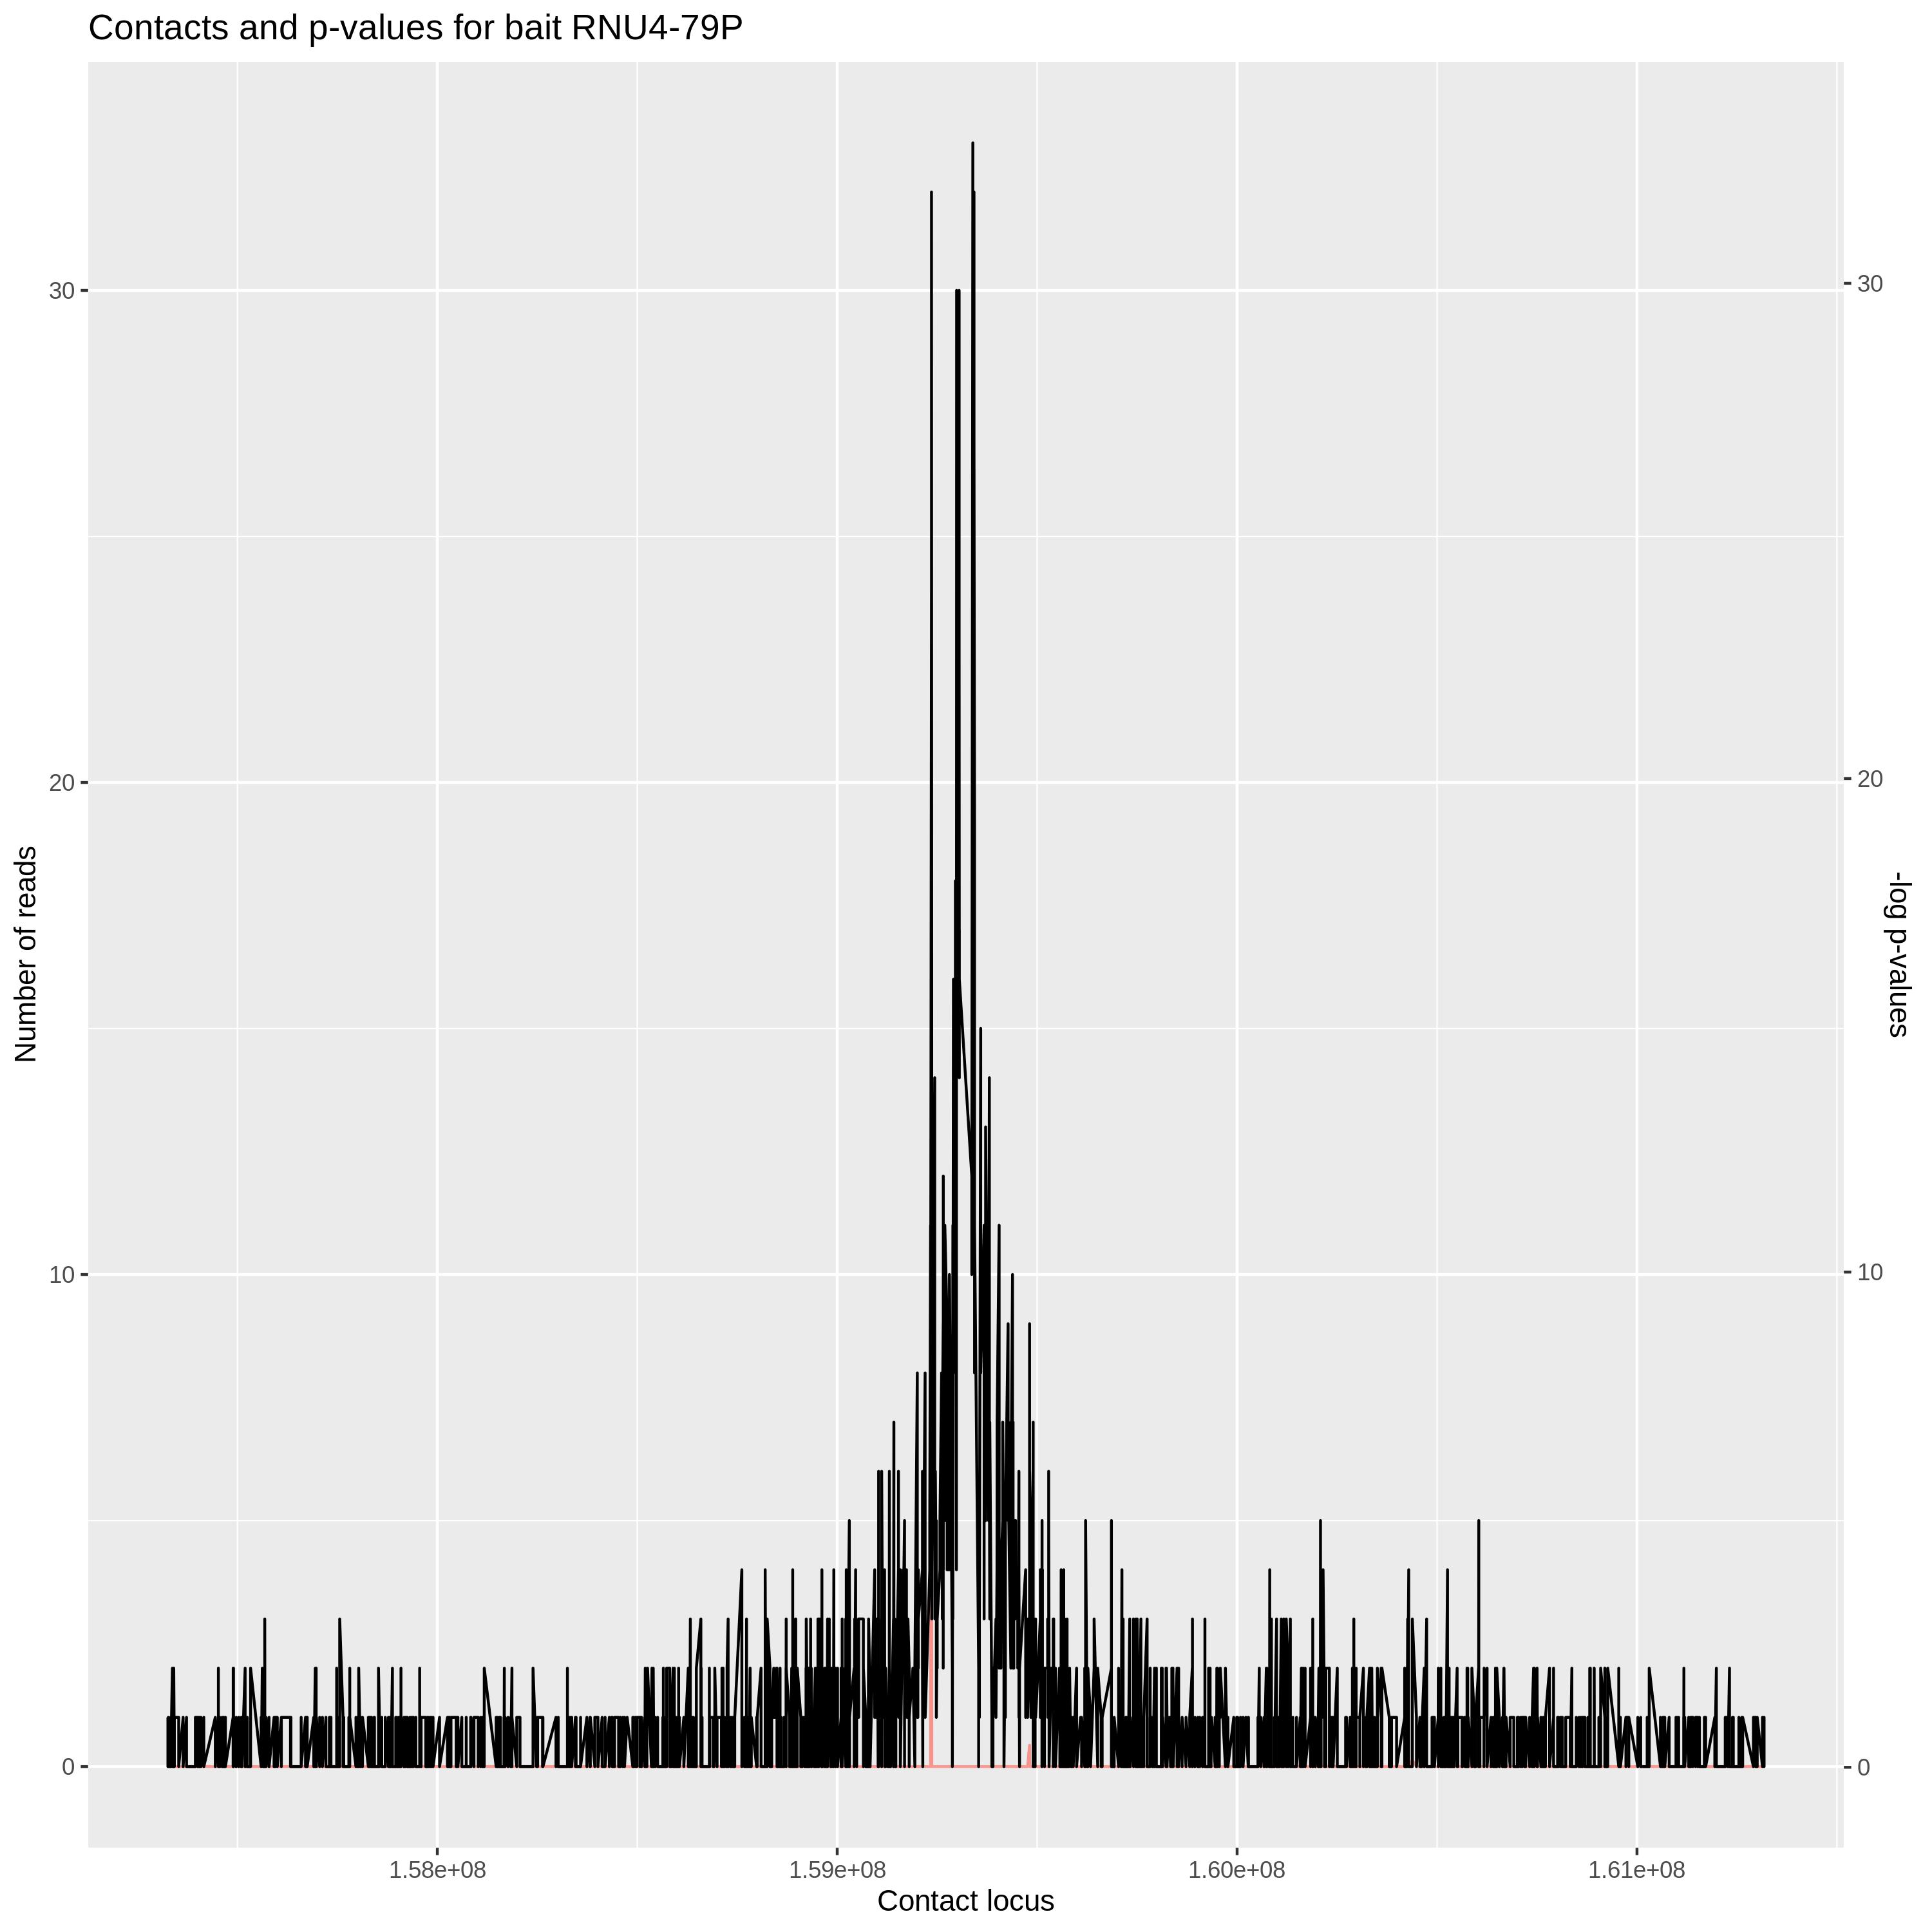 Contacts and p-values for bait RNU4-79P
30
20
10
0
Number of reads
30
20
10
0
-log p-values
1.58e+08
1.59e+08
1.60e+08
1.61e+08
Contact locus